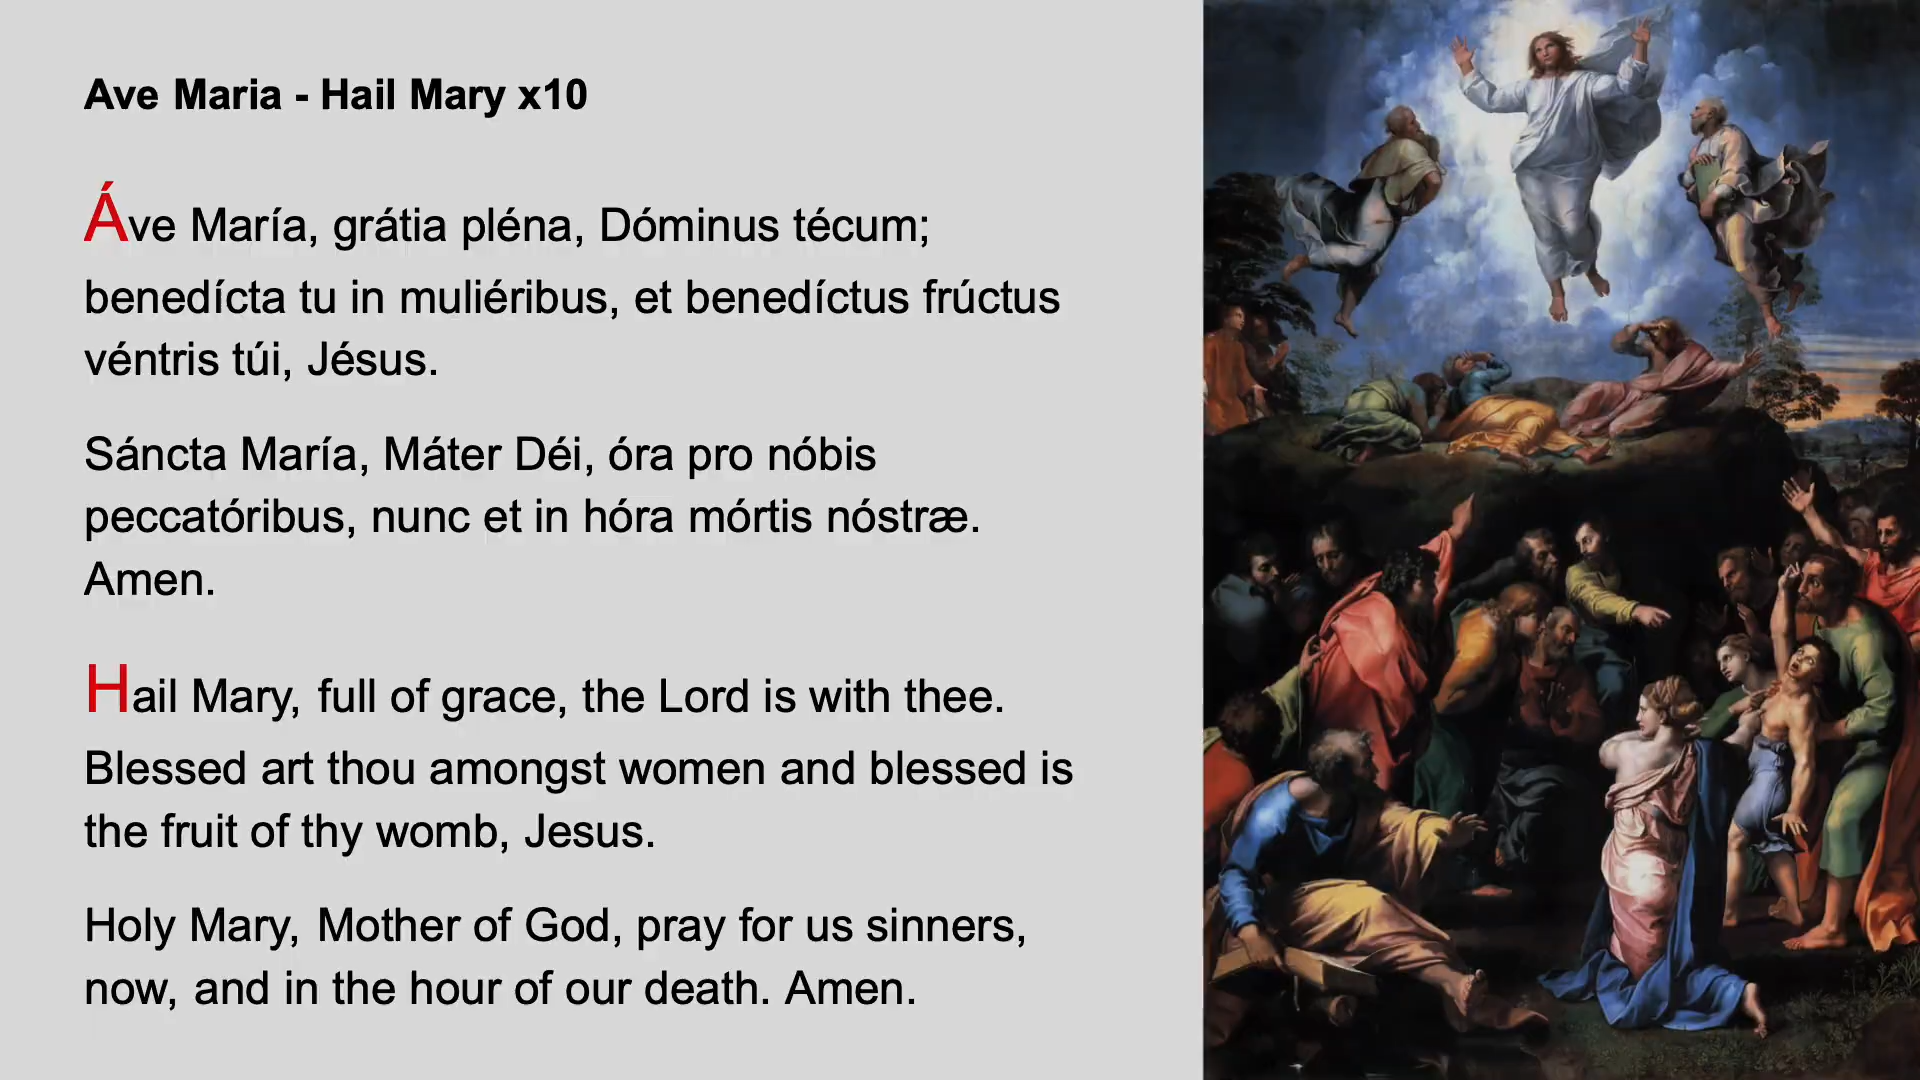 Ave Maria - Hail Mary x10
Áve María, grátia pléna, Dóminus técum;
benedícta tu in muliéribus, et benedíctus frúctus
véntris túi, Jésus.
Sáncta María, Máter Déi, óra pro nóbis
peccatóribus, nunc et in hóra mórtis nóstræ.
Amen.
Hail Mary, full of grace, the Lord is with thee.
Blessed art thou amongst women and blessed is
the fruit of thy womb, Jesus.
Holy Mary, Mother of God, pray for us sinners,
now, and in the hour of our death. Amen.